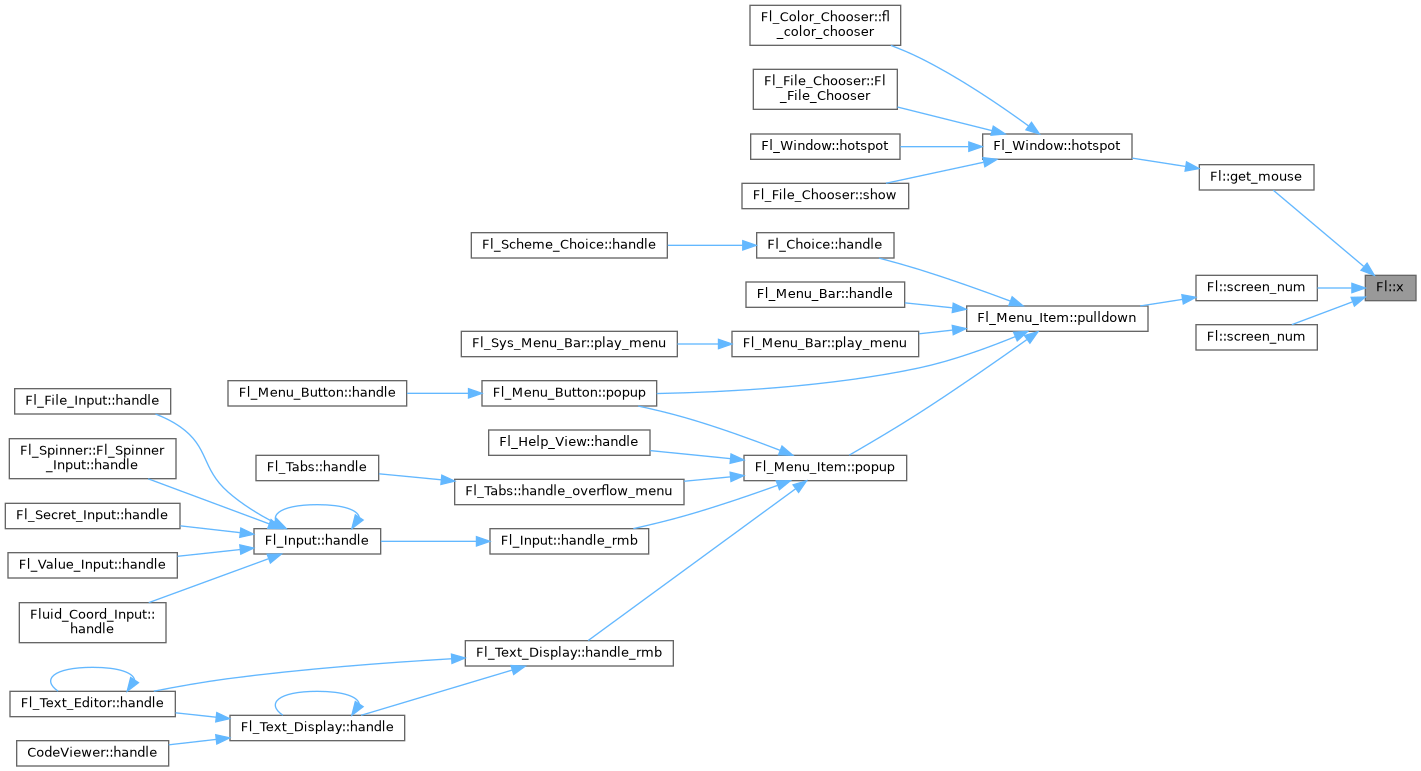 Fl_Color_Chooser::fl
_color_chooser
Fl_File_Chooser::Fl
_File_Chooser
Fl_Window::hotspot
Fl_Window::hotspot
Fl::get_mouse
Fl_File_Chooser::show
Fl_Scheme_Choice::handle
Fl_Choice::handle
Fl_Menu_Bar::handle
Fl::screen_num
Fl::x
Fl_Menu_Item::pulldown
Fl_Sys_Menu_Bar::play_menu
Fl_Menu_Bar::play_menu
Fl::screen_num
Fl_File_Input::handle
Fl_Menu_Button::handle
Fl_Menu_Button::popup
Fl_Spinner::Fl_Spinner
_Input::handle
Fl_Help_View::handle
Fl_Tabs::handle
Fl_Menu_Item::popup
Fl_Tabs::handle_overflow_menu
Fl_Secret_Input::handle
Fl_Input::handle
Fl_Input::handle_rmb
Fl_Value_Input::handle
Fluid_Coord_Input::
handle
Fl_Text_Display::handle_rmb
Fl_Text_Editor::handle
Fl_Text_Display::handle
CodeViewer::handle